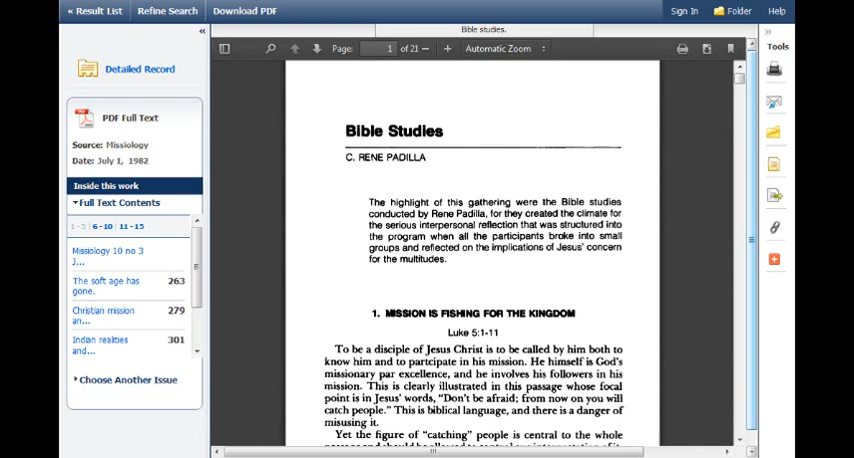 « Result List Refine Search Download PDF Sign In Folder Help
«
Detailed Record
PDF Full Text
Source: Missiology
Date: July 1, 1982
Inside this work
Full Text Contents
1-5 | 6-10 | 11-15
Missiology 10 no 3
J...
The soft age has 263
gone.
Christian mission 279
an...
Indian realities 301
and...
Choose Another Issue
Bible studies.
Page: 1 of 21 − + Automatic Zoom
Bible Studies
C. RENE PADILLA
The highlight of this gathering were the Bible studies
conducted by Rene Padilla, for they created the climate for
the serious interpersonal reflection that was structured into
the program when all the participants broke into small
groups and reflected on the implications of Jesus' concern
for the multitudes.
1. MISSION IS FISHING FOR THE KINGDOM
Luke 5:1-11
To be a disciple of Jesus Christ is to be called by him both to
know him and to partcipate in his mission. He himself is God's
missionary par excellence, and he involves his followers in his
mission. This is clearly illustrated in this passage whose focal
point is in Jesus' words, "Don't be afraid; from now on you will
catch people." This is biblical language, and there is a danger of
misusing it.
Yet the figure of "catching" people is central to the whole
»
Tools